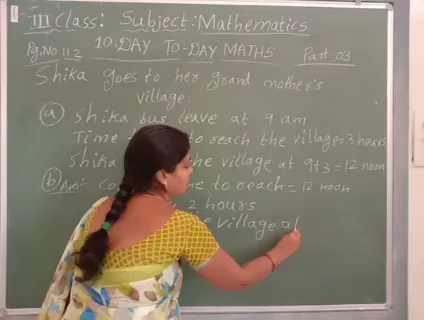 III Class: Subject: Mathematics
Pg.No 112 10-DAY-TO-DAY MATHS Part-03
Shika goes to her grand mother's
village.
(a) Shika bus leave at 9 am
Time to reach the village=3 hours
Shika the village at 9+3=12 noon
(b) Ans:- to reach=12 noon
2 hours
village at